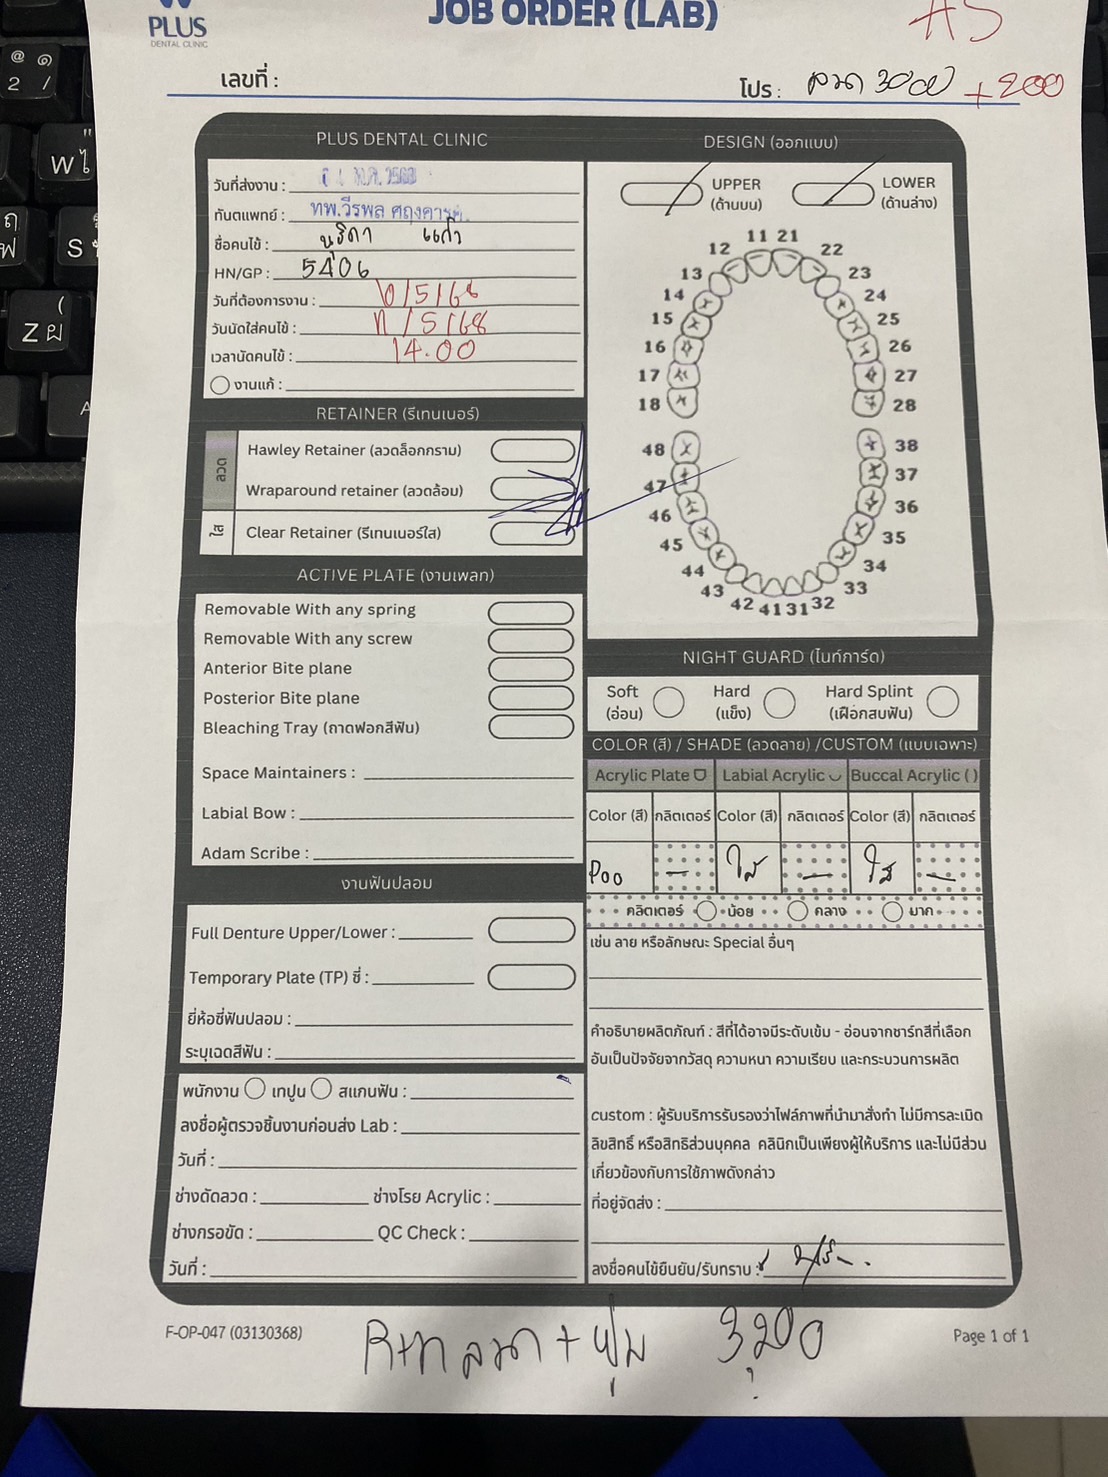 PLUS
DENTAL CLINIC
JOB ORDER (LAB)
เลขที่ :
โปร : ลวด 3000 +200
PLUS DENTAL CLINIC
วันที่ส่งงาน :
ทันตแพทย์ : ทพ.วีรพล
ชื่อคนไข้ : แก้ว
HN/GP : 5406
วันที่ต้องการงาน : 10/5/68
วันนัดใส่คนไข้ : 11/5/68
เวลานัดคนไข้ : 14.00
งานแก้ :
RETAINER (รีเทนเนอร์)
ลวด
Hawley Retainer (ลวดล็อกกราม)
Wraparound retainer (ลวดล้อม)
ใส
Clear Retainer (รีเทนเนอร์ใส)
ACTIVE PLATE (งานเพลท)
Removable With any spring
Removable With any screw
Anterior Bite plane
Posterior Bite plane
Bleaching Tray (ถาดฟอกสีฟัน)
Space Maintainers :
Labial Bow :
Adam Scribe :
งานฟันปลอม
Full Denture Upper/Lower :
Temporary Plate (TP) ซี่ :
ยี่ห้อซี่ฟันปลอม :
ระบุเฉดสีฟัน :
พนักงาน เทปูน สแกนฟัน :
ลงชื่อผู้ตรวจชิ้นงานก่อนส่ง Lab :
วันที่ :
ช่างดัดลวด : ช่างโรย Acrylic :
ช่างกรอขัด : QC Check :
วันที่ :
DESIGN (ออกแบบ)
UPPER LOWER
(ด้านบน) (ด้านล่าง)
11 21
12 22
13 23
14 24
15 25
16 26
17 27
18 28
48 38
47 37
46 36
45 35
44 34
43 33
42 41 31 32
NIGHT GUARD (ไนท์การ์ด)
Soft Hard Hard Splint
(อ่อน) (แข็ง) (เฝือกสบฟัน)
COLOR (สี) / SHADE (ลวดลาย) /CUSTOM (แบบเฉพาะ)
Acrylic Plate Labial Acrylic Buccal Acrylic ( )
Color (สี) กลิตเตอร์ Color (สี) กลิตเตอร์ Color (สี) กลิตเตอร์
P00 — ใส — ใส —
กลิตเตอร์ น้อย กลาง มาก
เช่น ลาย หรือลักษณะ Special อื่นๆ
คำอธิบายผลิตภัณฑ์ : สีที่ได้อาจมีระดับเข้ม - อ่อนจากชาร์ทสีที่เลือก
อันเป็นปัจจัยจากวัสดุ ความหนา ความเรียบ และกระบวนการผลิต
custom : ผู้รับบริการรับรองว่าไฟล์ภาพที่นำมาสั่งทำ ไม่มีการละเมิด
ลิขสิทธิ์ หรือสิทธิส่วนบุคคล คลินิกเป็นเพียงผู้ให้บริการ และไม่มีส่วน
เกี่ยวข้องกับการใช้ภาพดังกล่าว
ที่อยู่จัดส่ง :
ลงชื่อคนไข้ยืนยัน/รับทราบ :
F-OP-047 (03130368)
Page 1 of 1
ลวด + 3,200